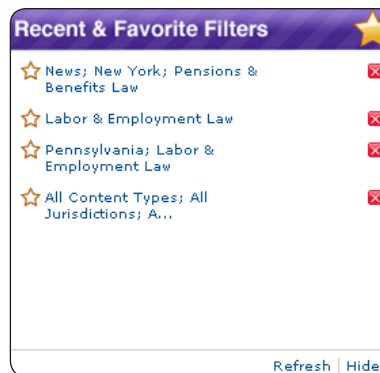 Recent & Favorite Filters
News; New York; Pensions &
Benefits Law
Labor & Employment Law
Pennsylvania; Labor &
Employment Law
All Content Types; All
Jurisdictions; A...
Refresh | Hide